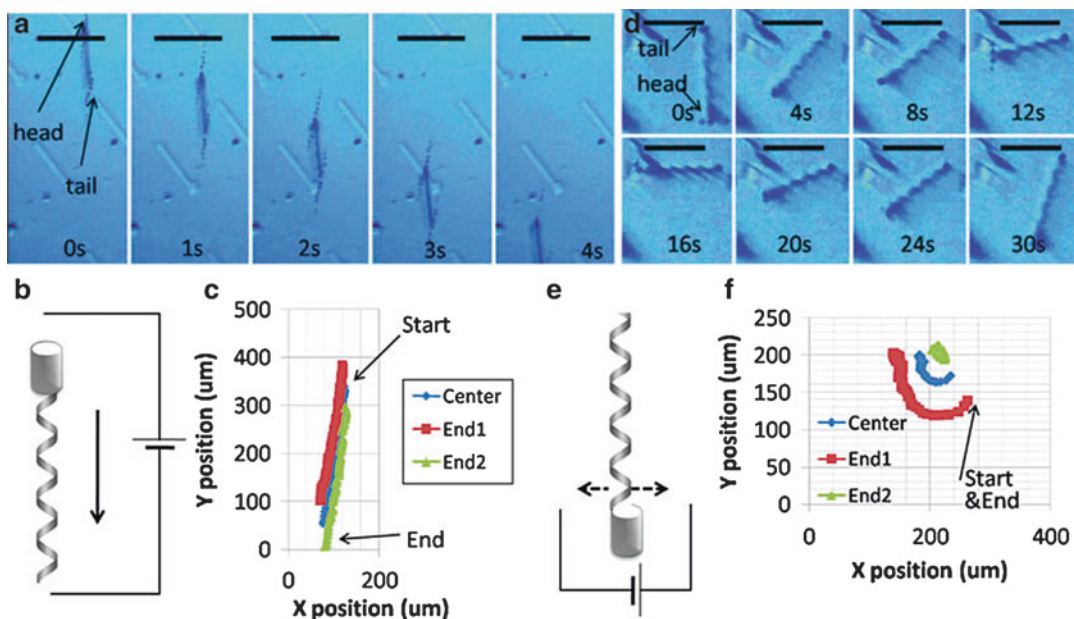 a
head
tail
0s 1s 2s 3s 4s
d
tail
head
0s 4s 8s 12s
16s 20s 24s 30s
b
c
500
400
300
200
100
0
0 200
Y position (um)
X position (um)
Start
Center
End1
End2
End
e
f
250
200
150
100
50
0
0 200 400
Y position (um)
X position (um)
Center
End1
End2
Start
&End